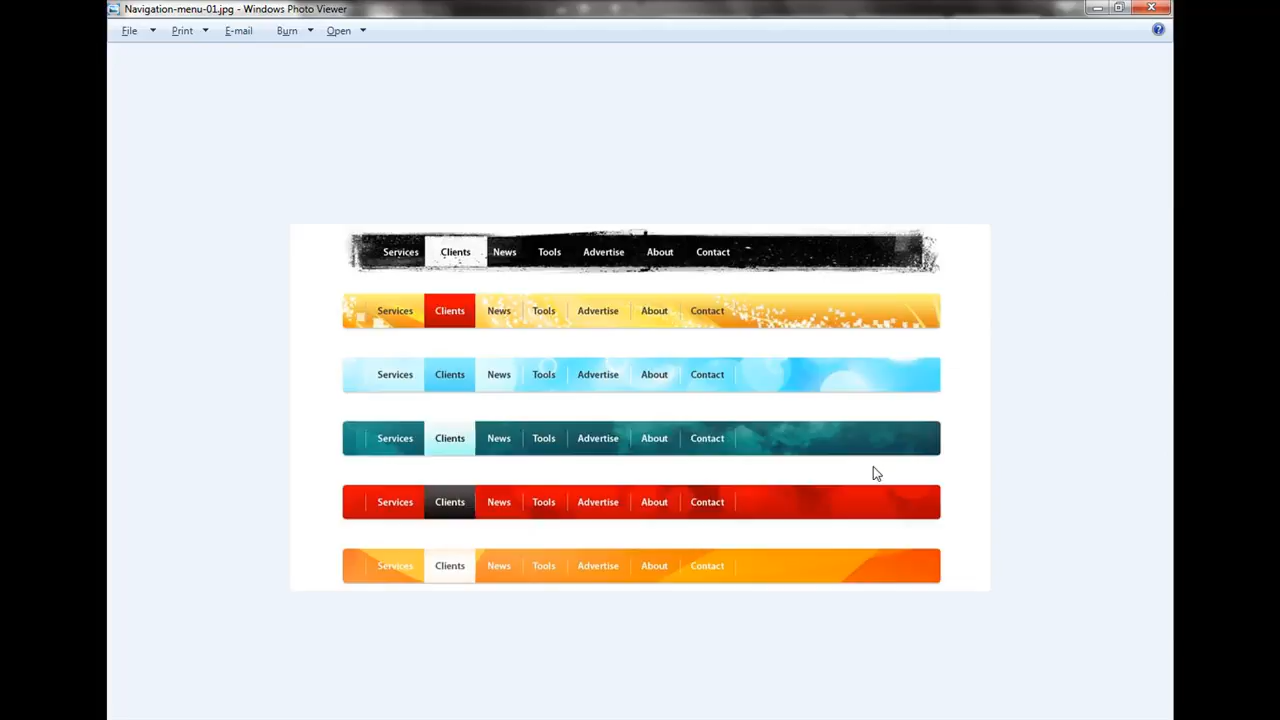 Navigation-menu-01.jpg - Windows Photo Viewer
File Print E-mail Burn Open
Services Clients News Tools Advertise About Contact
Services Clients News Tools Advertise About Contact
Services Clients News Tools Advertise About Contact
Services Clients News Tools Advertise About Contact
Services Clients News Tools Advertise About Contact
Services Clients News Tools Advertise About Contact